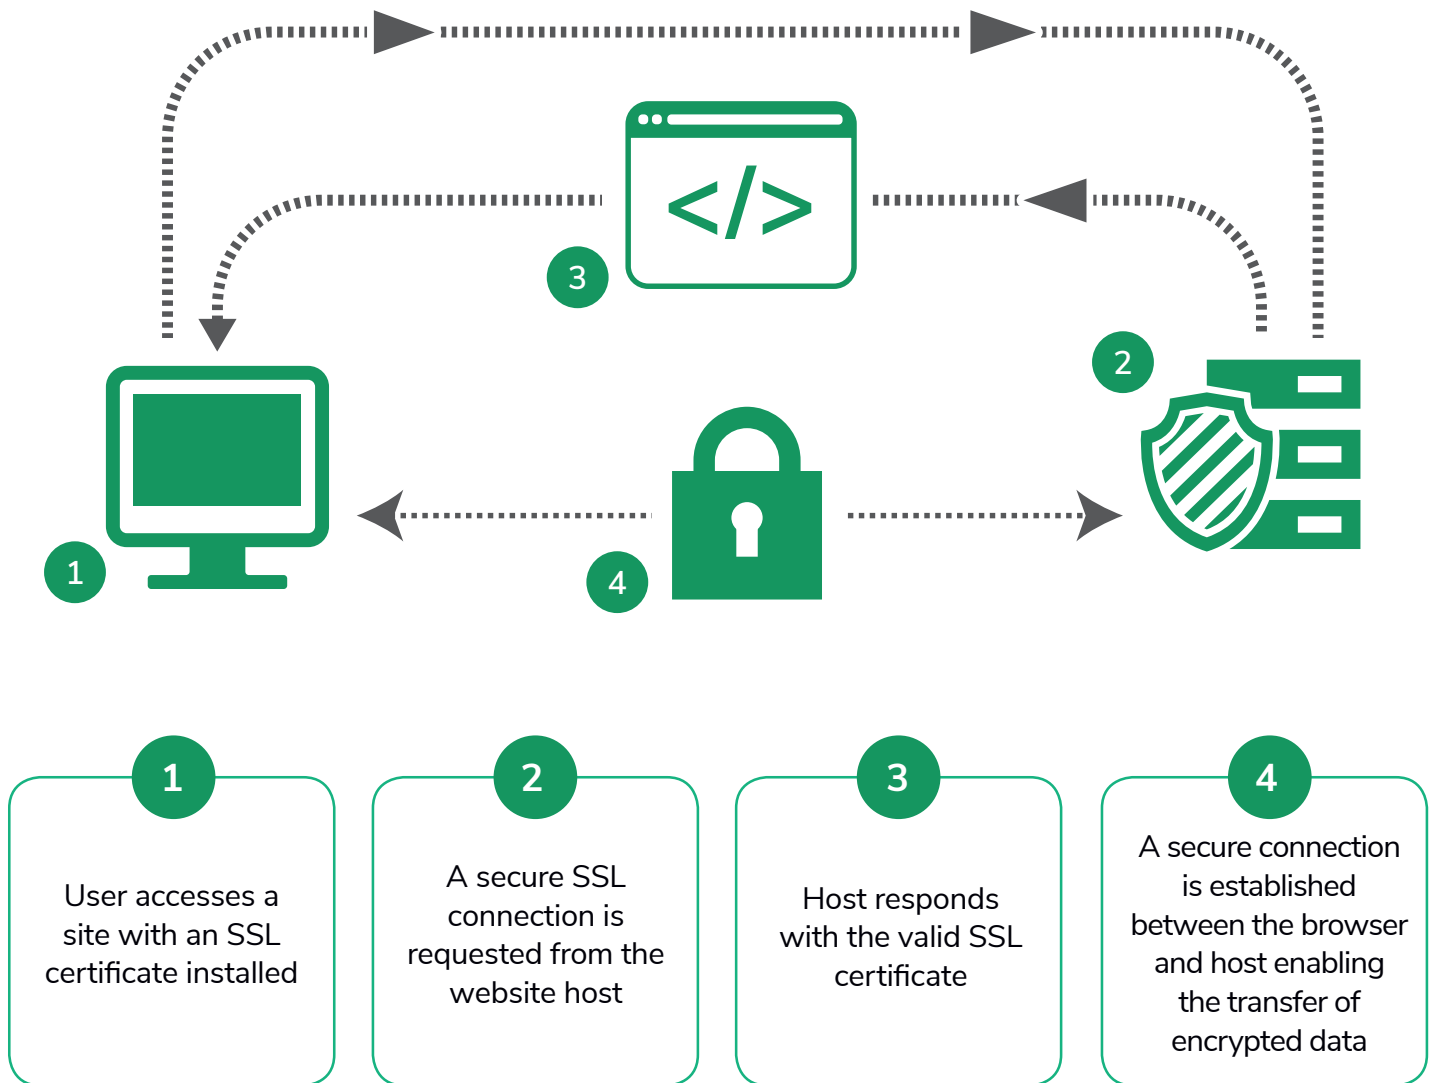 </>
3
2
1
4
1
User accesses a
site with an SSL
certificate installed
2
A secure SSL
connection is
requested from the
website host
3
Host responds
with the valid SSL
certificate
4
A secure connection
is established
between the browser
and host enabling
the transfer of
encrypted data